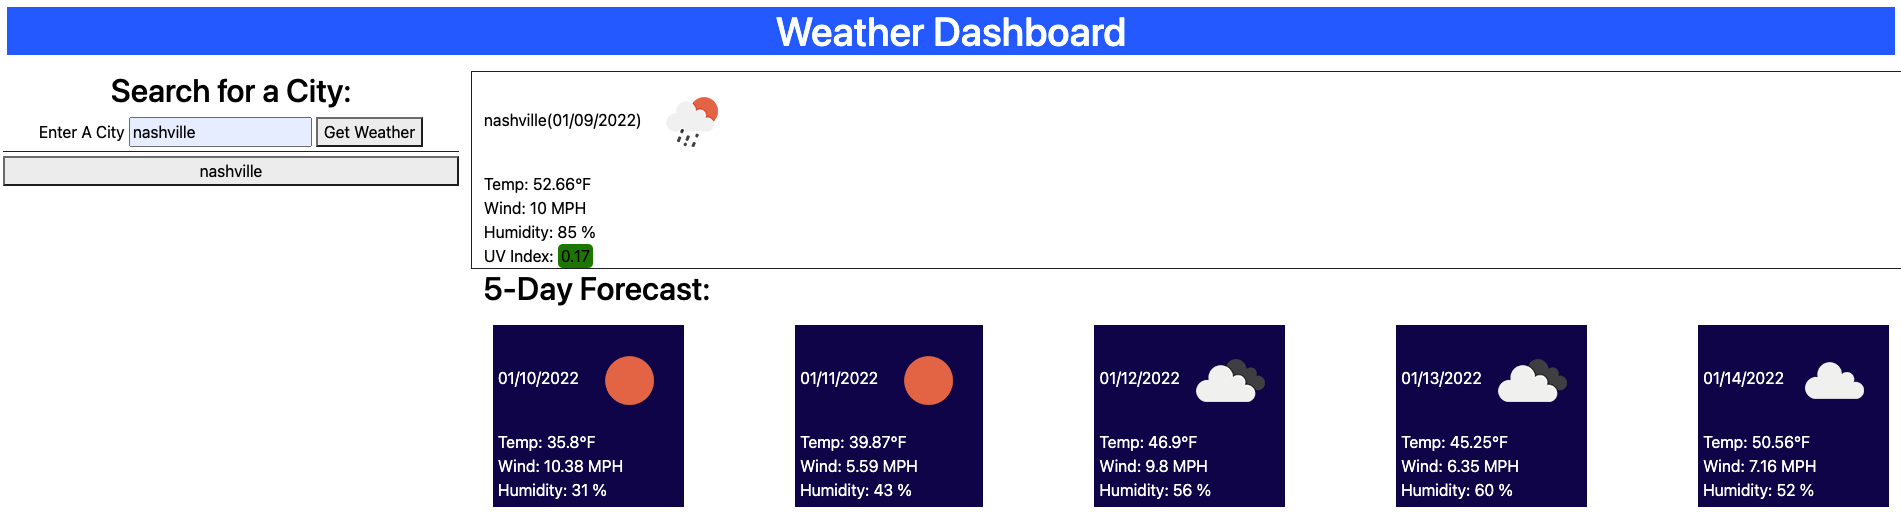 Weather Dashboard
Search for a City:
Enter A City nashville Get Weather
nashville
nashville(01/09/2022)
Temp: 52.66°F
Wind: 10 MPH
Humidity: 85 %
UV Index: 0.17
5-Day Forecast:
01/10/2022
Temp: 35.8°F
Wind: 10.38 MPH
Humidity: 31 %
01/11/2022
Temp: 39.87°F
Wind: 5.59 MPH
Humidity: 43 %
01/12/2022
Temp: 46.9°F
Wind: 9.8 MPH
Humidity: 56 %
01/13/2022
Temp: 45.25°F
Wind: 6.35 MPH
Humidity: 60 %
01/14/2022
Temp: 50.56°F
Wind: 7.16 MPH
Humidity: 52 %